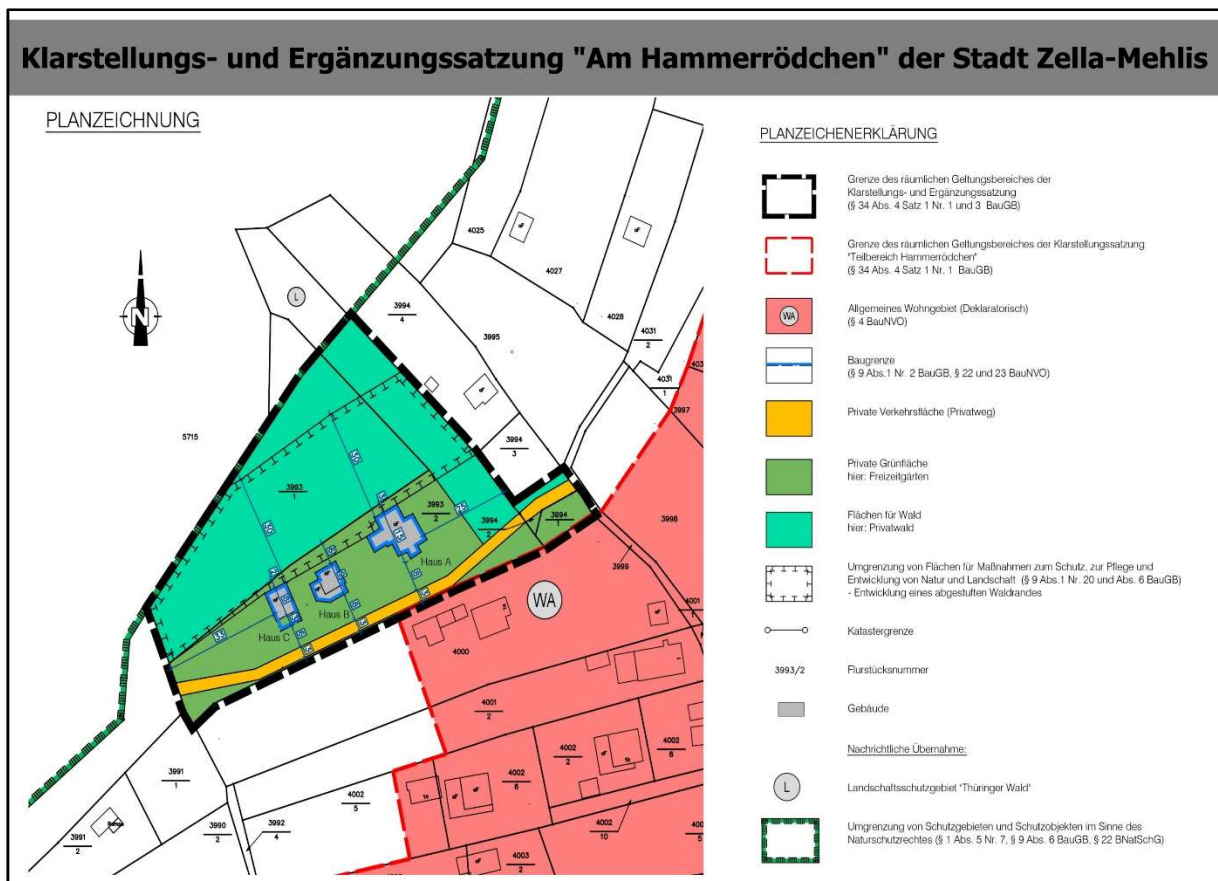 Klarstellungs- und Ergänzungssatzung "Am Hammerrödchen" der Stadt Zella-Mehlis
PLANZEICHNUNG
N
L
4025
4027
4028
4031
2
4031
1
3997
3994
4
3995
3994
3
5715
3993
1
3993
2
3994
2
3994
1
50
50
25
15
33
Haus A
Haus B
Haus C
3998
3999
WA
4000
4001
4001
2
4002
6
4002
2
4002
8
4002
5
4002
10
4003
2
3991
1
3991
2
3990
2
3992
4
PLANZEICHENERKLÄRUNG
Grenze des räumlichen Geltungsbereiches der
Klarstellungs- und Ergänzungssatzung
(§ 34 Abs. 4 Satz 1 Nr. 1 und 3 BauGB)
Grenze des räumlichen Geltungsbereiches der Klarstellungssatzung
"Teilbereich Hammerrödchen"
(§ 34 Abs. 4 Satz 1 Nr. 1 BauGB)
WA
Allgemeines Wohngebiet (Deklaratorisch)
(§ 4 BauNVO)
Baugrenze
(§ 9 Abs.1 Nr. 2 BauGB, § 22 und 23 BauNVO)
Private Verkehrsfläche (Privatweg)
Private Grünfläche
hier: Freizeitgärten
Flächen für Wald
hier: Privatwald
Umgrenzung von Flächen für Maßnahmen zum Schutz, zur Pflege und
Entwicklung von Natur und Landschaft (§ 9 Abs.1 Nr. 20 und Abs. 6 BauGB)
- Entwicklung eines abgestuften Waldrandes
Katastergrenze
3993/2
Flurstücksnummer
Gebäude
Nachrichtliche Übernahme:
L
Landschaftsschutzgebiet "Thüringer Wald"
Umgrenzung von Schutzgebieten und Schutzobjekten im Sinne des
Naturschutzrechtes (§ 1 Abs. 5 Nr. 7, § 9 Abs. 6 BauGB, § 22 BNatSchG)